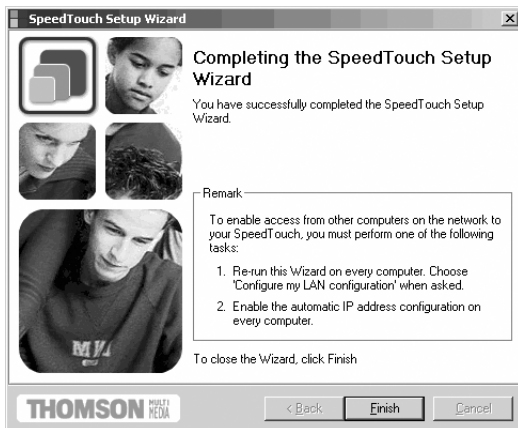 SpeedTouch Setup Wizard
Completing the SpeedTouch Setup
Wizard
You have successfully completed the SpeedTouch Setup
Wizard.
Remark
To enable access from other computers on the network to
your SpeedTouch, you must perform one of the following
tasks:
1. Re-run this Wizard on every computer. Choose
'Configure my LAN configuration' when asked.
2. Enable the automatic IP address configuration on
every computer.
To close the Wizard, click Finish
THOMSON MULTI MEDIA
< Back Finish Cancel